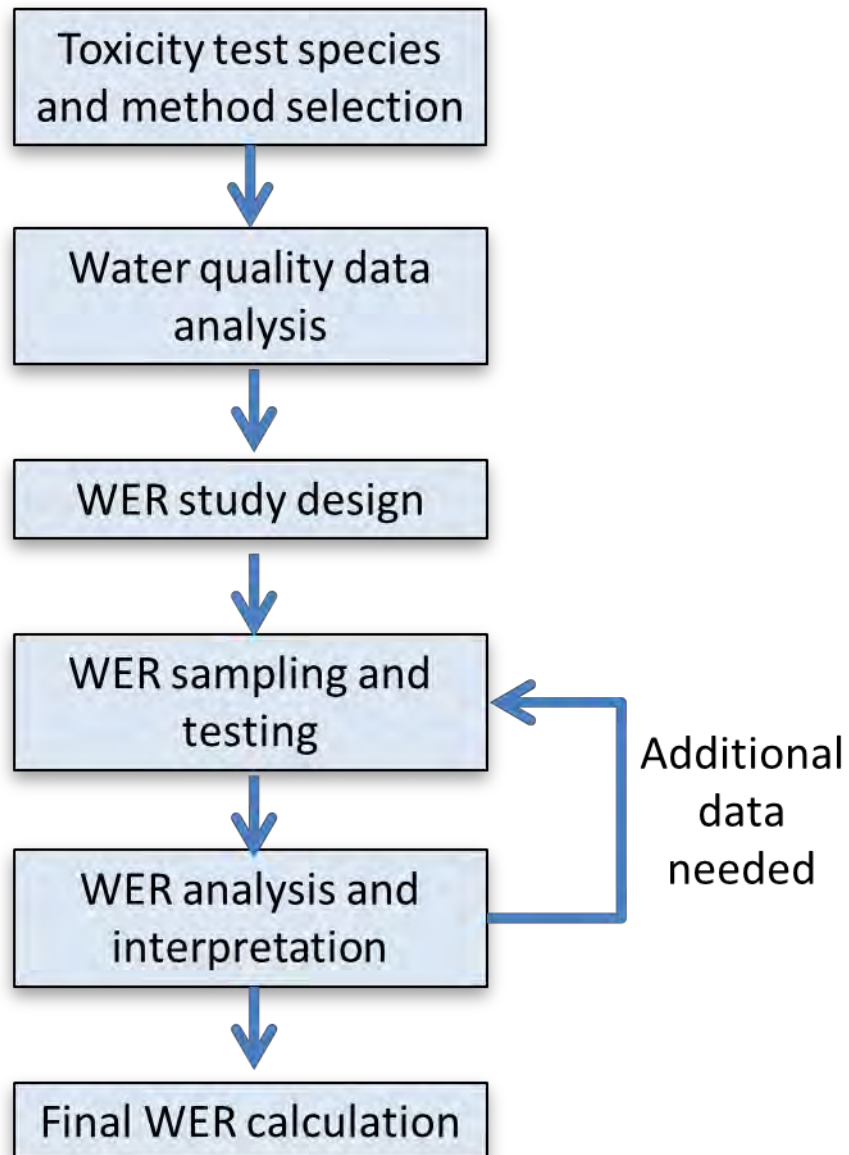 Toxicity test species
and method selection
Water quality data
analysis
WER study design
WER sampling and
testing
Additional
data
needed
WER analysis and
interpretation
Final WER calculation